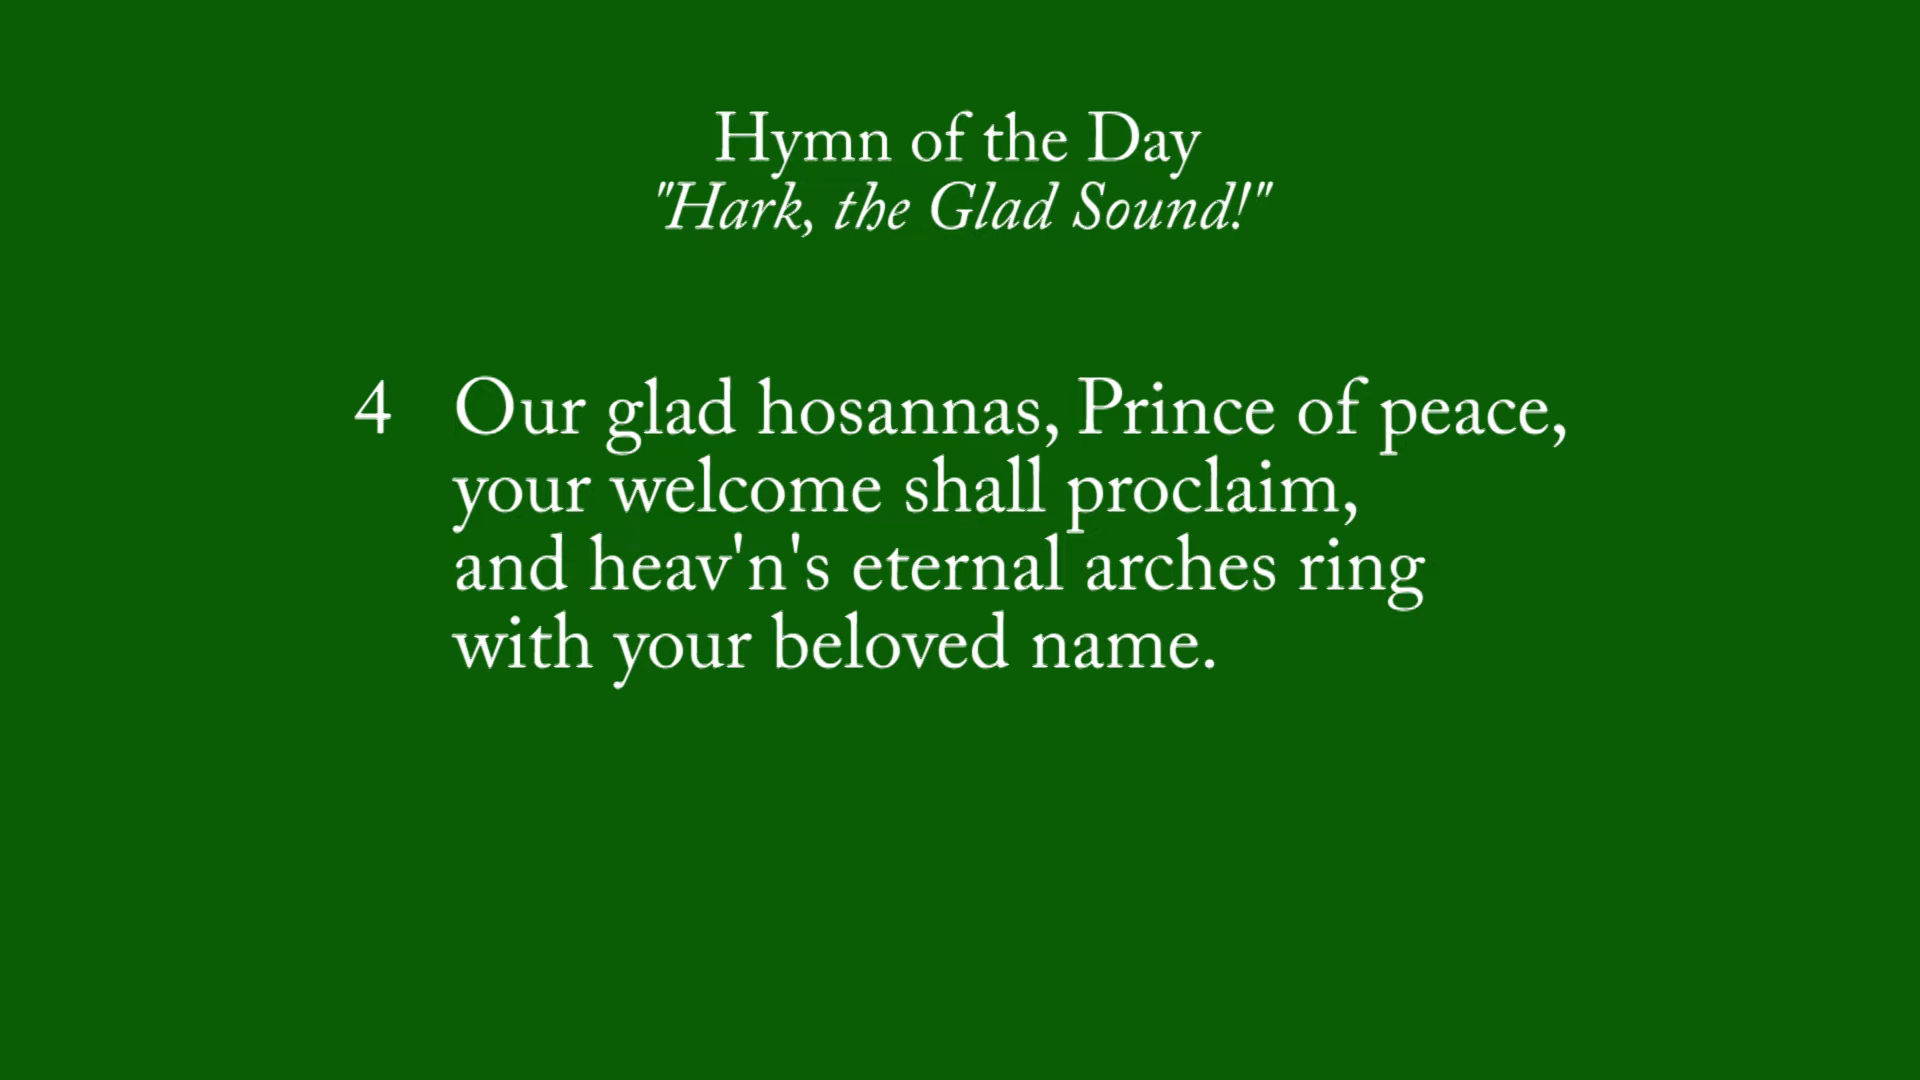 Hymn of the Day
"Hark, the Glad Sound!"
4 Our glad hosannas, Prince of peace,
your welcome shall proclaim,
and heav'n's eternal arches ring
with your beloved name.